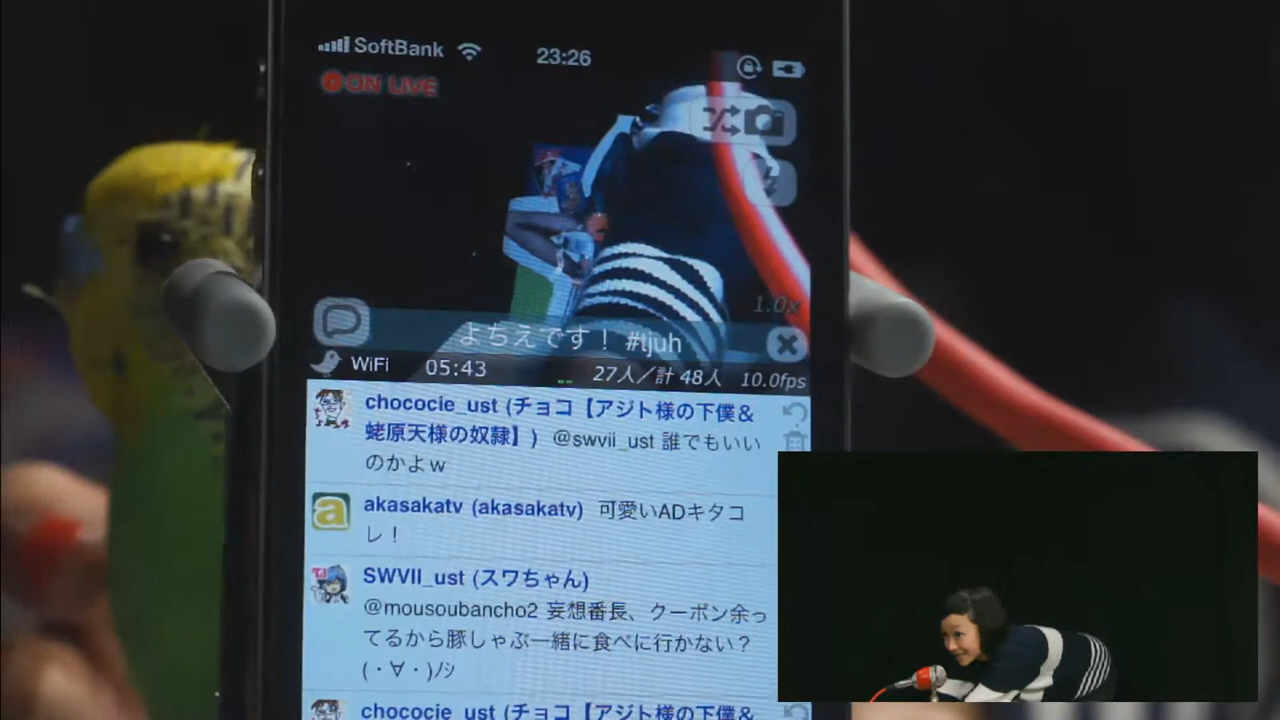 SoftBank 23:26
ON LIVE
1.0x
よちえです！ #tjuh
WiFi 05:43 27人／計 48人 10.0fps
chococie_ust (チョコ【アジト様の下僕＆
蛯原天様の奴隷】) @swvii_ust 誰でもいい
のかよｗ
a akasakatv (akasakatv) 可愛いADキタコ
レ！
SWVII_ust (スワちゃん)
@mousoubancho2 妄想番長、クーポン余っ
てるから豚しゃぶ一緒に食べに行かない？
(・∀・)ノシ
chococie_ust (チョコ【アジト様の下僕＆